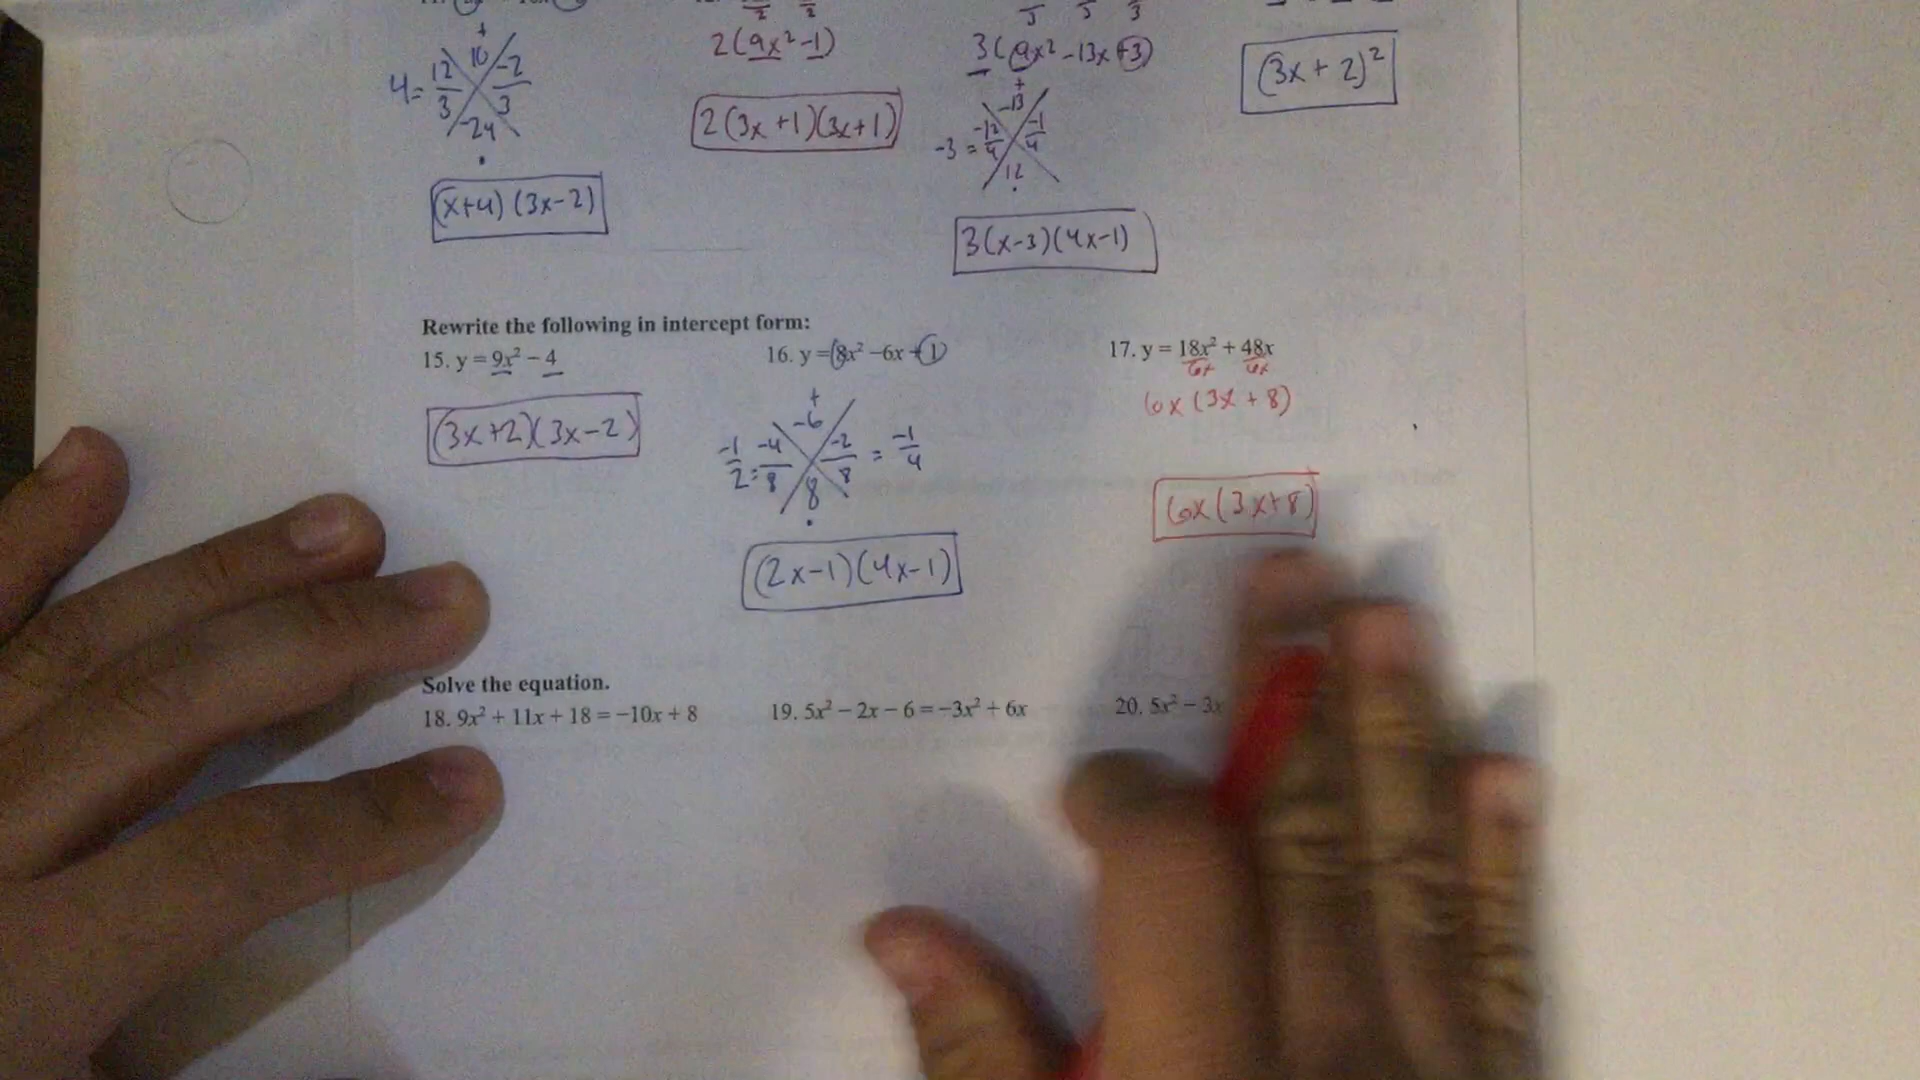 2(9x² -1)
3(9x² -13x +3)
(3x + 2)²
+
10
4 = 12/3 -2/3
-24
.
2(3x +1)(3x+1)
+
-13
-3 = -12/4 -1/4
12
.
(x+4) (3x-2)
3(x-3)(4x-1)
Rewrite the following in intercept form:
15. y = 9x² – 4
(3x+2)(3x-2)
16. y = 8x² –6x + 1
+
-6
-1/2 = -4/8 -2/8 = -1/4
8
.
(2x-1)(4x-1)
17. y = 18x² + 48x
6x 6x
6x (3x + 8)
6x(3x+8)
Solve the equation.
18. 9x² + 11x + 18 = –10x + 8
19. 5x² – 2x – 6 = –3x² + 6x
20. 5x² – 3x